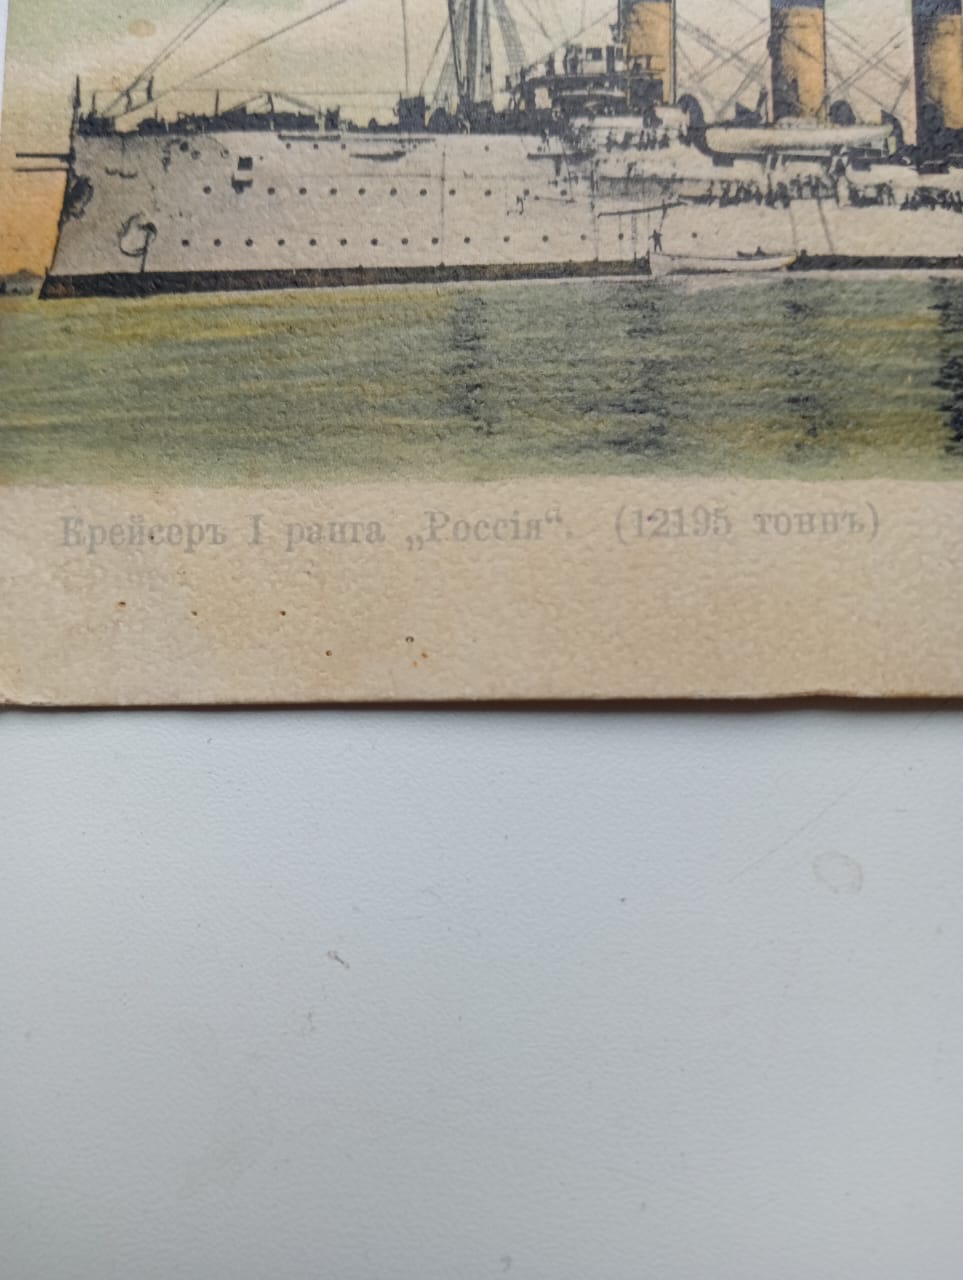 Крейсеръ I ранга „Россія“. (12195 тоннъ)